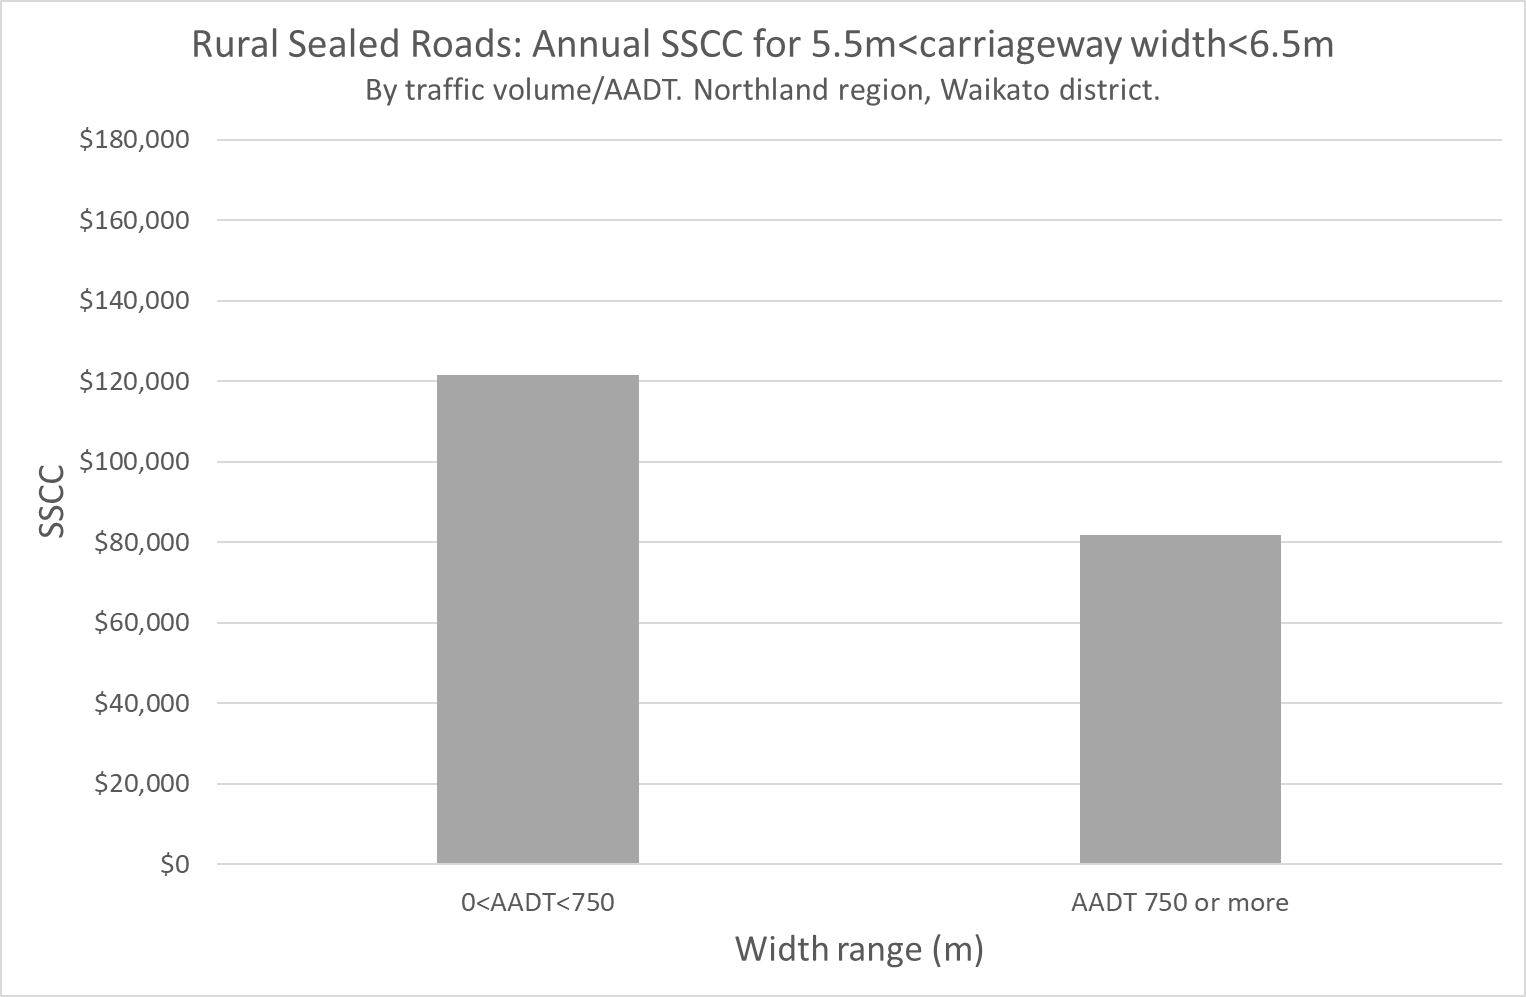 Rural Sealed Roads: Annual SSCC for 5.5m<carriageway width<6.5m
By traffic volume/AADT. Northland region, Waikato district.
$180,000
$160,000
$140,000
$120,000
$100,000
$80,000
$60,000
$40,000
$20,000
$0
SSCC
0<AADT<750
AADT 750 or more
Width range (m)